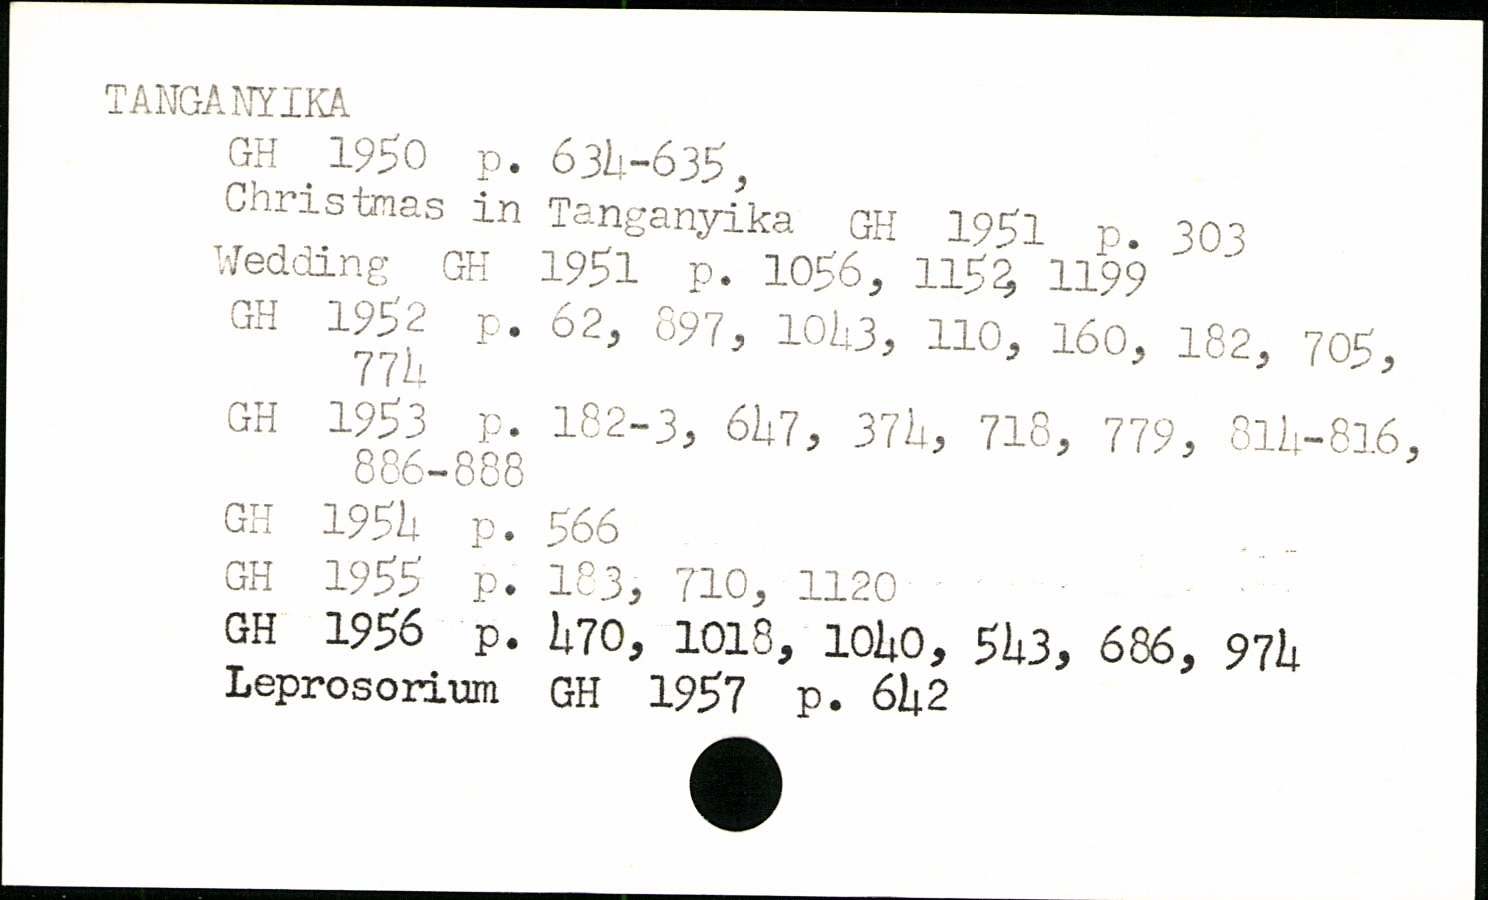 TANGANYIKA
GH 1950 p. 634-635,
Christmas in Tanganyika GH 1951 p. 303
Wedding GH 1951 p. 1056, 1152, 1199
GH 1952 p. 62, 897, 1043, 110, 160, 182, 705,
774
GH 1953 p. 182-3, 647, 374, 718, 779, 814-816,
886-888
GH 1954 p. 566
GH 1955 p. 183, 710, 1120
GH 1956 p. 470, 1018, 1040, 543, 686, 974
Leprosorium GH 1957 p. 642